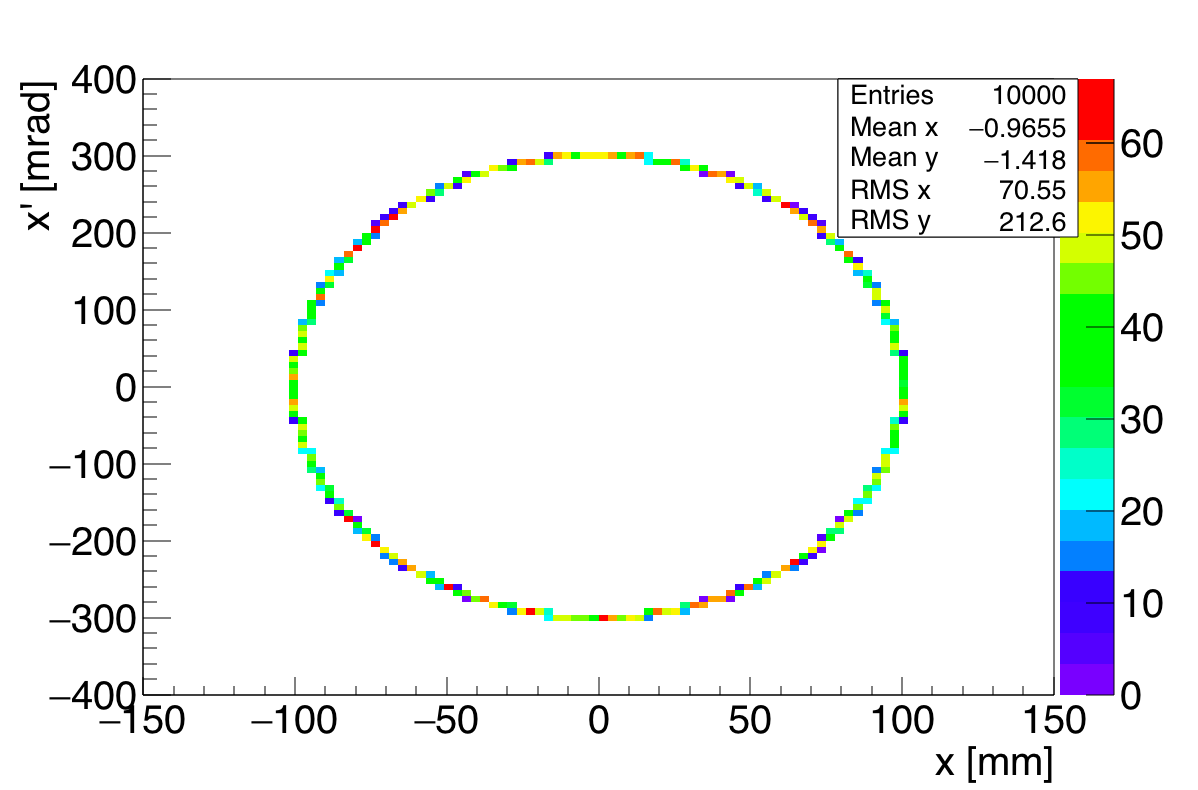 x' [mrad]
400
300
200
100
0
−100
−200
−300
−400
Entries 10000
Mean x −0.9655
Mean y −1.418
RMS x 70.55
RMS y 212.6
60
50
40
30
20
10
0
−150 −100 −50 0 50 100 150
x [mm]